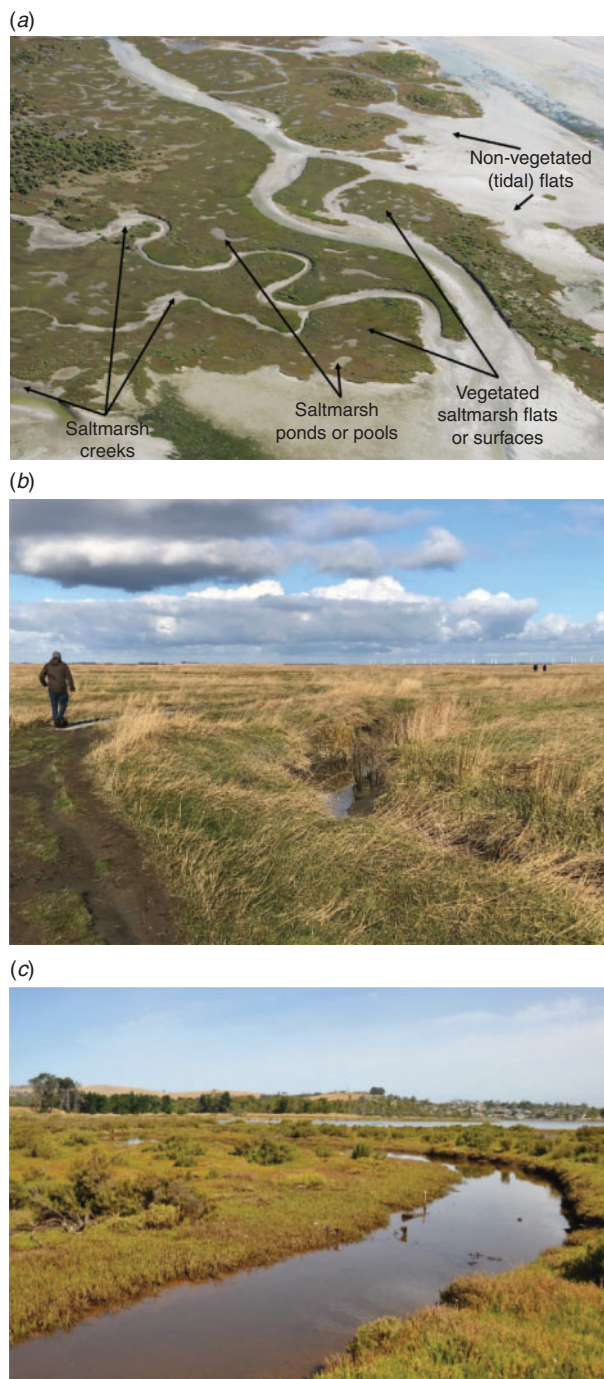 (a)
Non-vegetated
(tidal) flats
Saltmarsh
creeks
Saltmarsh
ponds or pools
Vegetated
saltmarsh flats
or surfaces
(b)
(c)